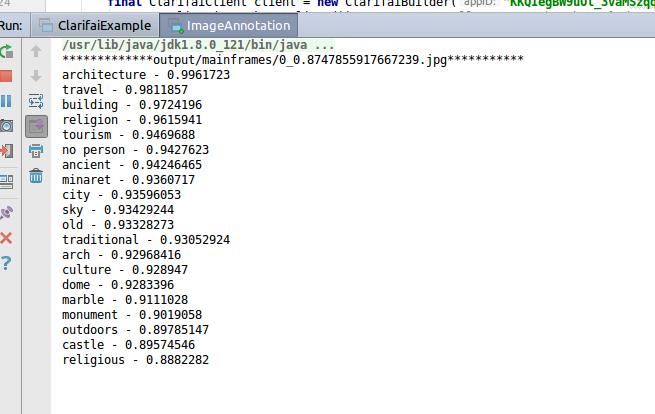 24 final ClarifaiClient client = new ClarifaiBuilder( appID:
Run: ClarifaiExample ImageAnnotation
/usr/lib/java/jdk1.8.0_121/bin/java ...
*************output/mainframes/0_0.8747855917667239.jpg***********
architecture - 0.9961723
travel - 0.9811857
building - 0.9724196
religion - 0.9615941
tourism - 0.9469688
no person - 0.9427623
ancient - 0.94246465
minaret - 0.9360717
city - 0.93596053
sky - 0.93429244
old - 0.93328273
traditional - 0.93052924
arch - 0.92968416
culture - 0.928947
dome - 0.9283396
marble - 0.9111028
monument - 0.9019058
outdoors - 0.89785147
castle - 0.89574546
religious - 0.8882282